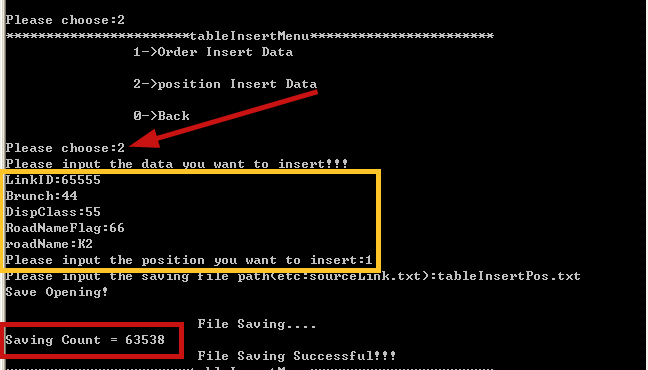 Please choose:2
***********************tableInsertMenu***********************
1->Order Insert Data
2->position Insert Data
0->Back
Please choose:2
Please input the data you want to insert!!!
LinkID:65555
Brunch:44
DispClass:55
RoadNameFlag:66
roadName:K2
Please input the position you want to insert:1
Please input the saving file path(etc:sourceLink.txt):tableInsertPos.txt
Save Opening!
File Saving....
Saving Count = 63538
File Saving Successful!!!
***********************tableInsertMenu***********************